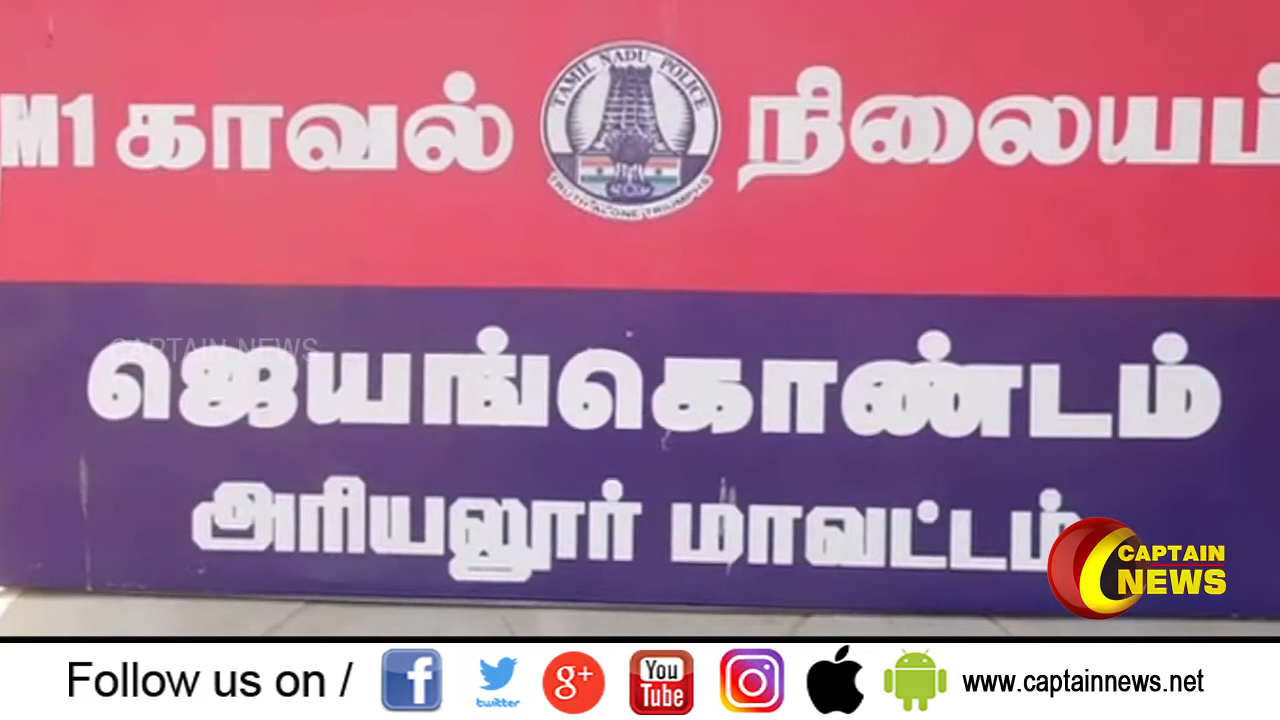 M1 காவல் நிலையம்
TAMIL NADU POLICE
TRUTH ALONE TRIUMPHS
CAPTAIN NEWS
ஜெயங்கொண்டம்
அரியலூர் மாவட்டம்
CAPTAIN
NEWS
Follow us on / f twitter g+ You Tube www.captainnews.net